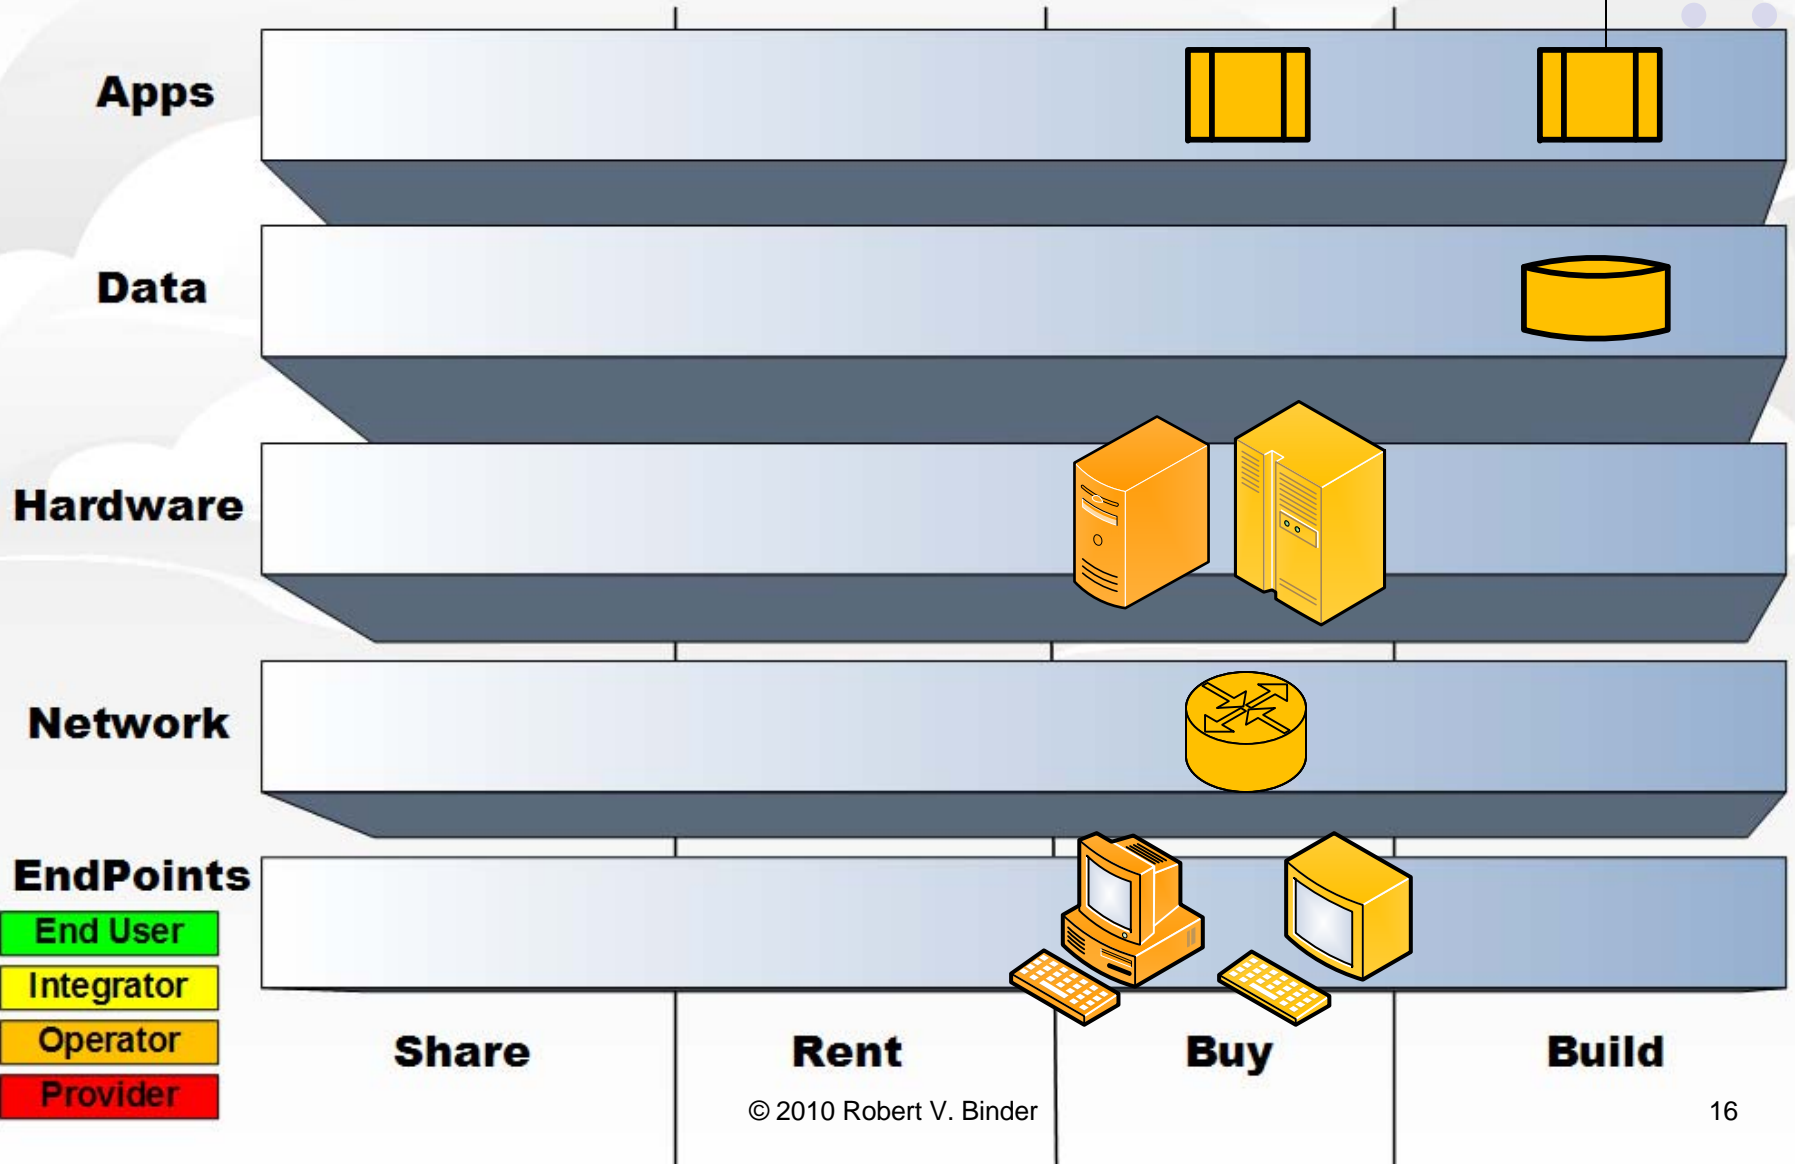 Apps
Data
Hardware
Network
EndPoints
End User
Integrator
Operator
Provider
Share
Rent
Buy
Build
© 2010 Robert V. Binder
16